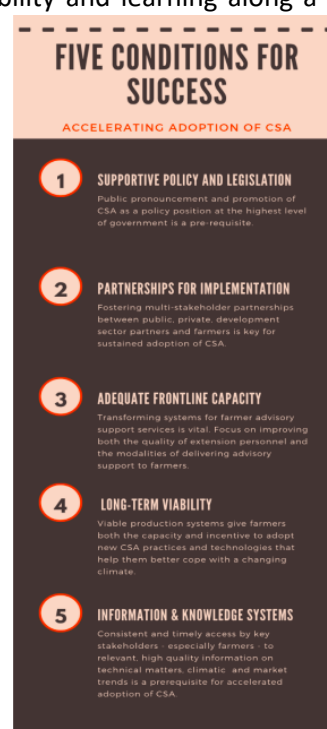 bility and learning along a
FIVE CONDITIONS FOR
SUCCESS
ACCELERATING ADOPTION OF CSA
1
SUPPORTIVE POLICY AND LEGISLATION
Public pronouncement and promotion of
CSA as a policy position at the highest level
of government is a pre-requisite.
2
PARTNERSHIPS FOR IMPLEMENTATION
Fostering multi-stakeholder partnerships
between public, private, development
sector partners and farmers is key for
sustained adoption of CSA.
3
ADEQUATE FRONTLINE CAPACITY
Transforming systems for farmer advisory
support services is vital. Focus on improving
both the quality of extension personnel and
the modalities of delivering advisory
support to farmers.
4
LONG-TERM VIABILITY
Viable production systems give farmers
both the capacity and incentive to adopt
new CSA practices and technologies that
help them better cope with a changing
climate.
5
INFORMATION & KNOWLEDGE SYSTEMS
Consistent and timely access by key
stakeholders - especially farmers - to
relevant, high quality information on
technical matters, climatic and market
trends is a prerequisite for accelerated
adoption of CSA.